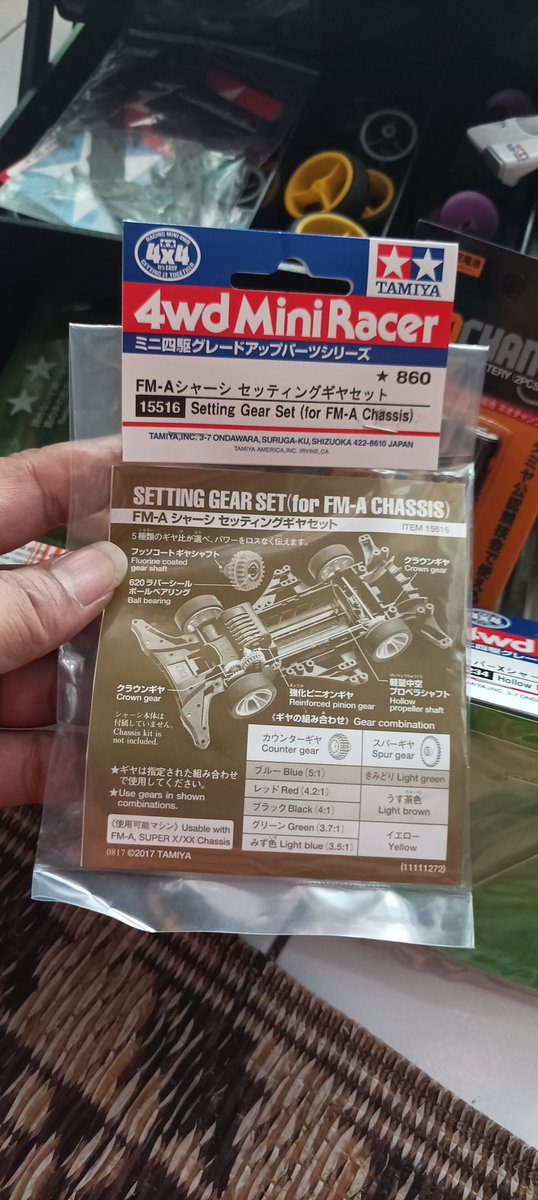 RACING MINI 4WD
4x4
It's EASY
GETTING IT TOGETHER
TAMIYA
4wd Mini Racer
ミニ四駆グレードアップパーツシリーズ
FM-Aシャーシ セッティングギヤセット
★ 860
15516 Setting Gear Set (for FM-A Chassis)
TAMIYA,INC. 3-7 ONDAWARA, SURUGA-KU, SHIZUOKA 422-8610 JAPAN
TAMIYA AMERICA,INC. IRVINE,CA
SETTING GEAR SET (for FM-A CHASSIS)
FM-A シャーシ セッティングギヤセット
ITEM 15516
5種類のギヤ比が選べ、パワーをロスなく伝えます。
フッソコートギヤシャフト
Fluorine coated
gear shaft
クラウンギヤ
Crown gear
620ラバーシール
ボールベアリング
Ball bearing
クラウンギヤ
Crown gear
強化ピニオンギヤ
Reinforced pinion gear
軽量中空
プロペラシャフト
Hollow
propeller shaft
シャーシ本体は
付属していません。
Chassis kit is
not included.
《ギヤの組み合わせ》Gear combination
カウンターギヤ
Counter gear
スパーギヤ
Spur gear
ブルー Blue (5:1)
きみどり Light green
レッド Red (4.2:1)
ブラック Black (4:1)
うす茶色
Light brown
グリーン Green (3.7:1)
みず色 Light blue (3.5:1)
イエロー
Yellow
★ギヤは指定された組み合わせ
で使用してください。
★Use gears in shown
combinations.
《使用可能マシン》Usable with
FM-A, SUPER X/XX Chassis
0817 ©2017 TAMIYA
(11111272)
CHAM
4wd
Hollow